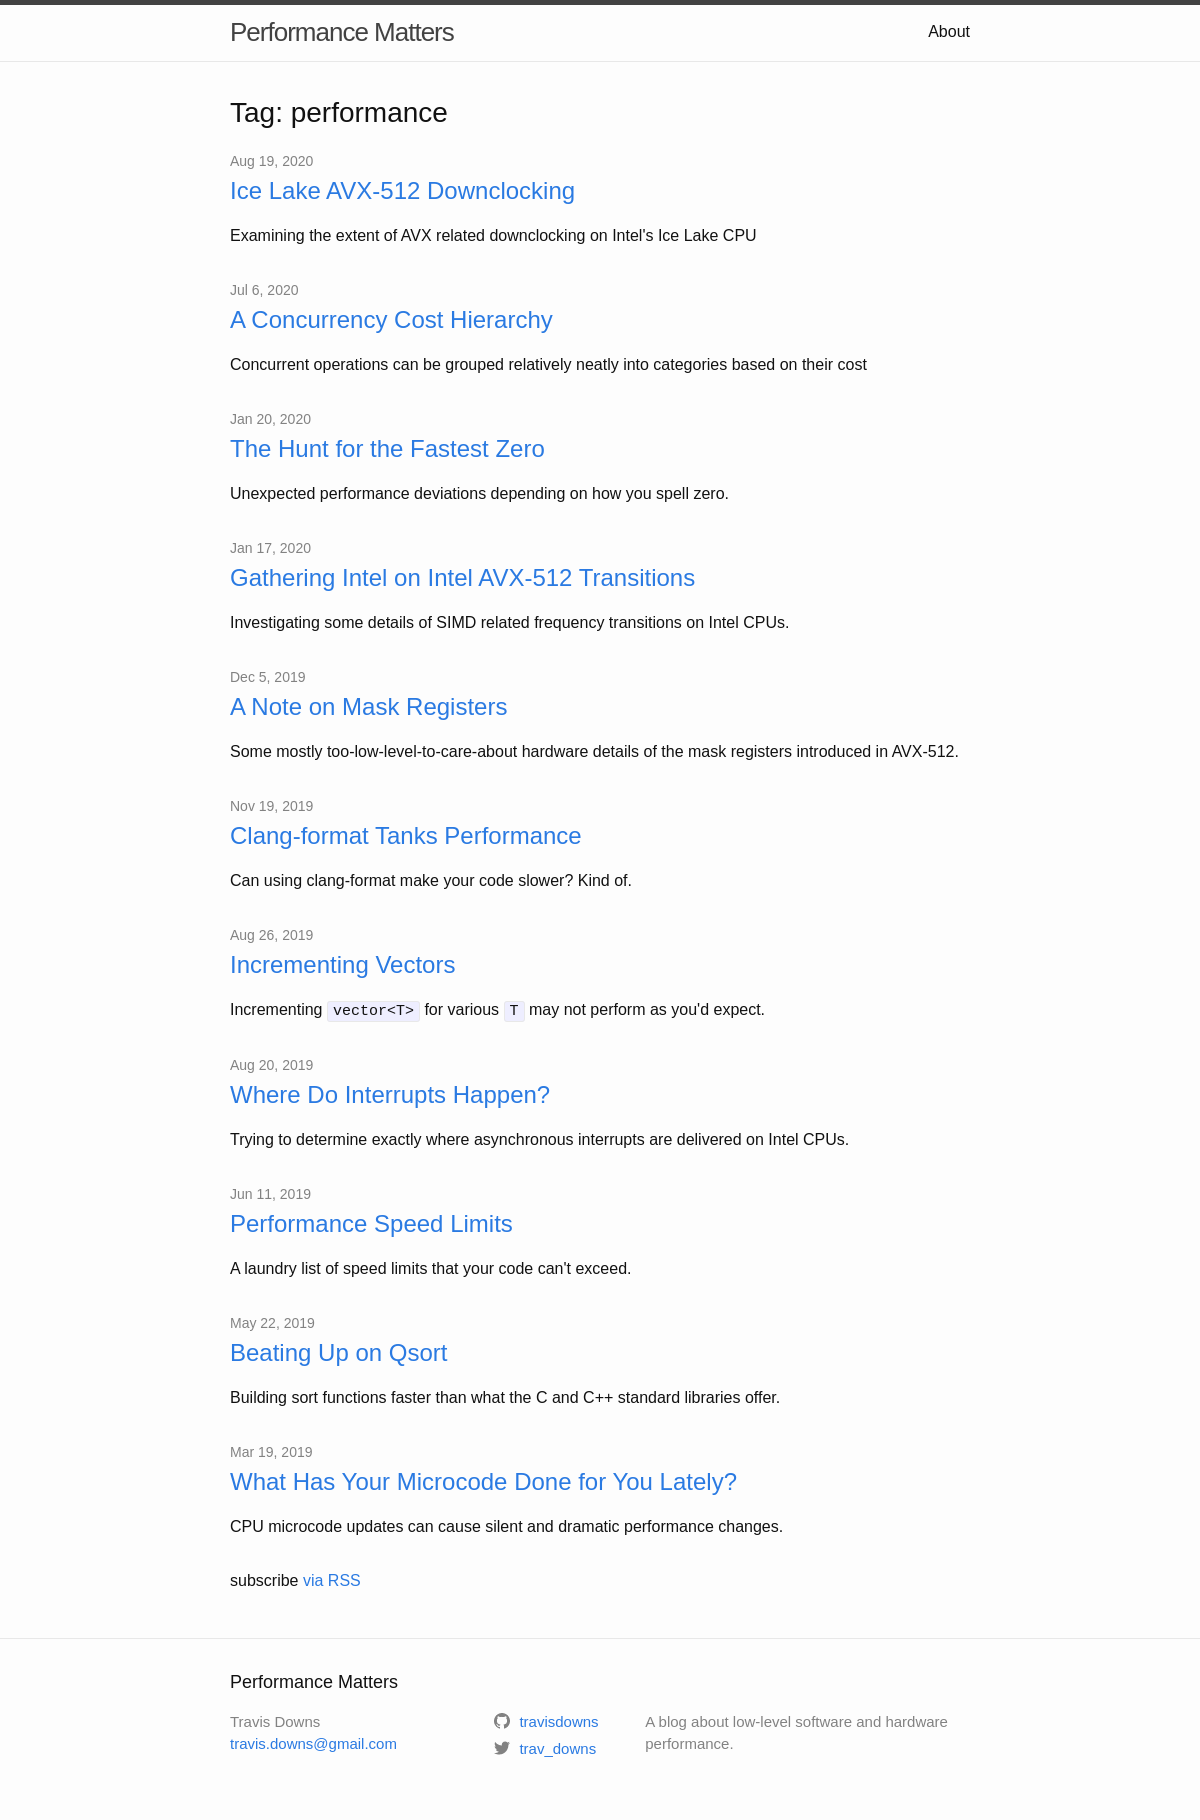 Performance Matters
About
Tag: performance
Aug 19, 2020
Ice Lake AVX-512 Downclocking
Examining the extent of AVX related downclocking on Intel's Ice Lake CPU
Jul 6, 2020
A Concurrency Cost Hierarchy
Concurrent operations can be grouped relatively neatly into categories based on their cost
Jan 20, 2020
The Hunt for the Fastest Zero
Unexpected performance deviations depending on how you spell zero.
Jan 17, 2020
Gathering Intel on Intel AVX-512 Transitions
Investigating some details of SIMD related frequency transitions on Intel CPUs.
Dec 5, 2019
A Note on Mask Registers
Some mostly too-low-level-to-care-about hardware details of the mask registers introduced in AVX-512.
Nov 19, 2019
Clang-format Tanks Performance
Can using clang-format make your code slower? Kind of.
Aug 26, 2019
Incrementing Vectors
Incrementing vector<T> for various T may not perform as you'd expect.
Aug 20, 2019
Where Do Interrupts Happen?
Trying to determine exactly where asynchronous interrupts are delivered on Intel CPUs.
Jun 11, 2019
Performance Speed Limits
A laundry list of speed limits that your code can't exceed.
May 22, 2019
Beating Up on Qsort
Building sort functions faster than what the C and C++ standard libraries offer.
Mar 19, 2019
What Has Your Microcode Done for You Lately?
CPU microcode updates can cause silent and dramatic performance changes.
subscribe via RSS
Performance Matters
Travis Downs
travis.downs@gmail.com
travisdowns
trav_downs
A blog about low-level software and hardware
performance.